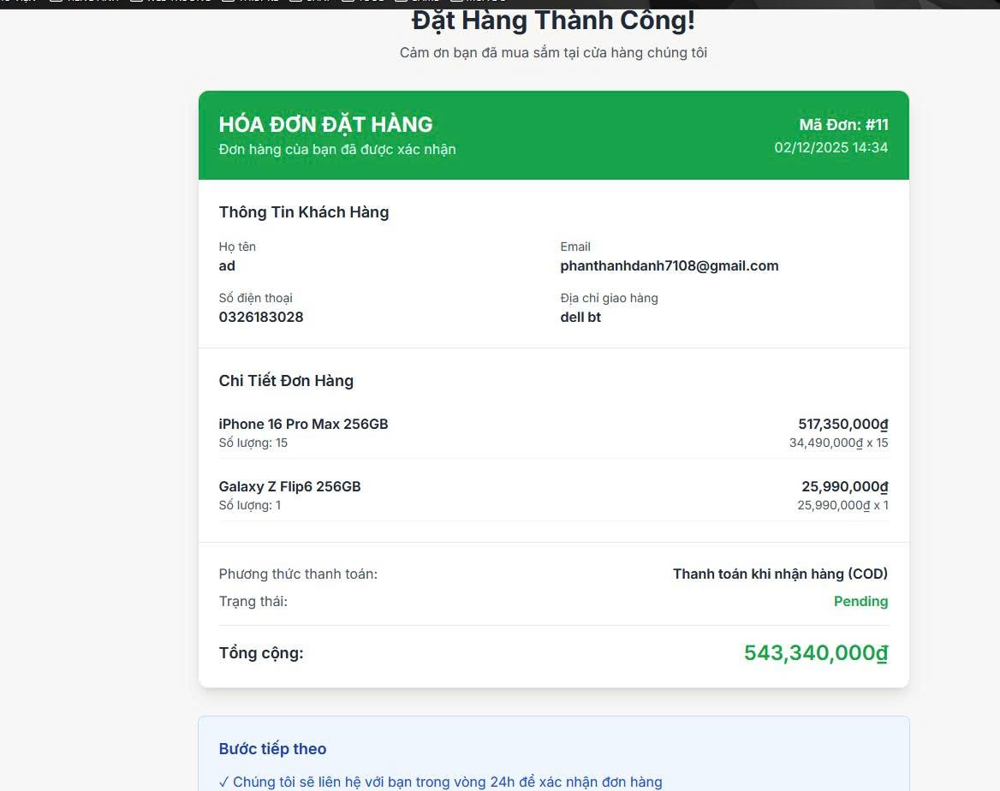 Đặt Hàng Thành Công!
Cảm ơn bạn đã mua sắm tại cửa hàng chúng tôi
HÓA ĐƠN ĐẶT HÀNG
Mã Đơn: #11
Đơn hàng của bạn đã được xác nhận
02/12/2025 14:34
Thông Tin Khách Hàng
Họ tên
Email
ad
phanthanhdanh7108@gmail.com
Số điện thoại
Địa chỉ giao hàng
0326183028
dell bt
Chi Tiết Đơn Hàng
iPhone 16 Pro Max 256GB
517,350,000₫
Số lượng: 15
34,490,000₫ x 15
Galaxy Z Flip6 256GB
25,990,000₫
Số lượng: 1
25,990,000₫ x 1
Phương thức thanh toán:
Thanh toán khi nhận hàng (COD)
Trạng thái:
Pending
Tổng cộng:
543,340,000₫
Bước tiếp theo
✓ Chúng tôi sẽ liên hệ với bạn trong vòng 24h để xác nhận đơn hàng